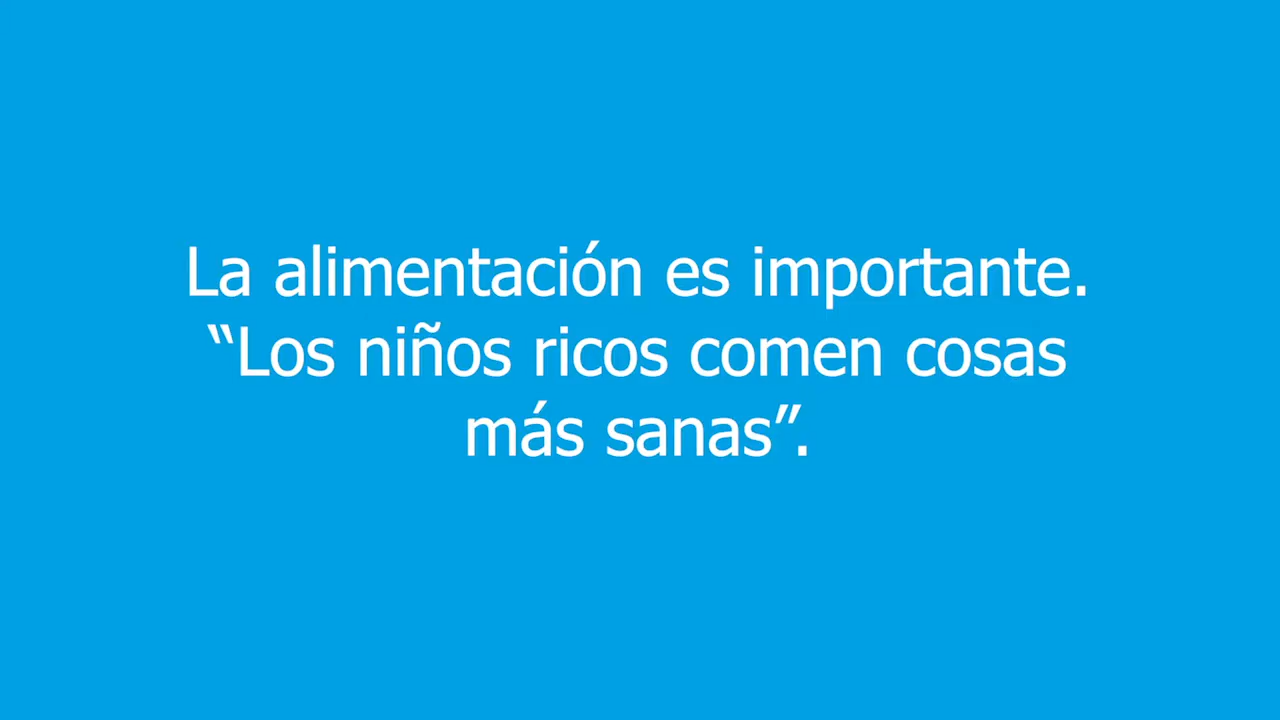 La alimentación es importante.
“Los niños ricos comen cosas
más sanas”.